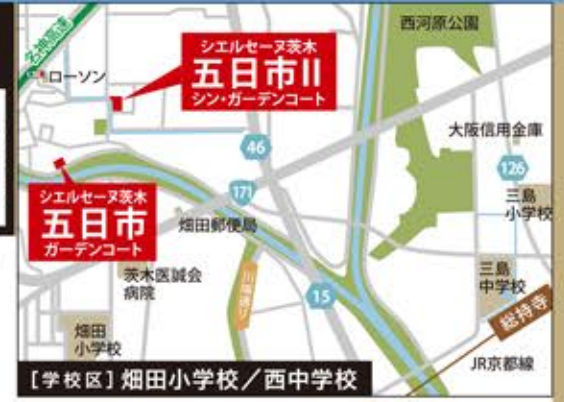 名神高速
西河原公園
ローソン
シエルセーヌ茨木
五日市II
シン・ガーデンコート
大阪信用金庫
46
126
シエルセーヌ茨木
五日市
ガーデンコート
171
三島
小学校
畑田郵便局
茨木医誠会
病院
川端通り
15
三島
中学校
総持寺
畑田
小学校
JR京都線
[学校区]畑田小学校/西中学校